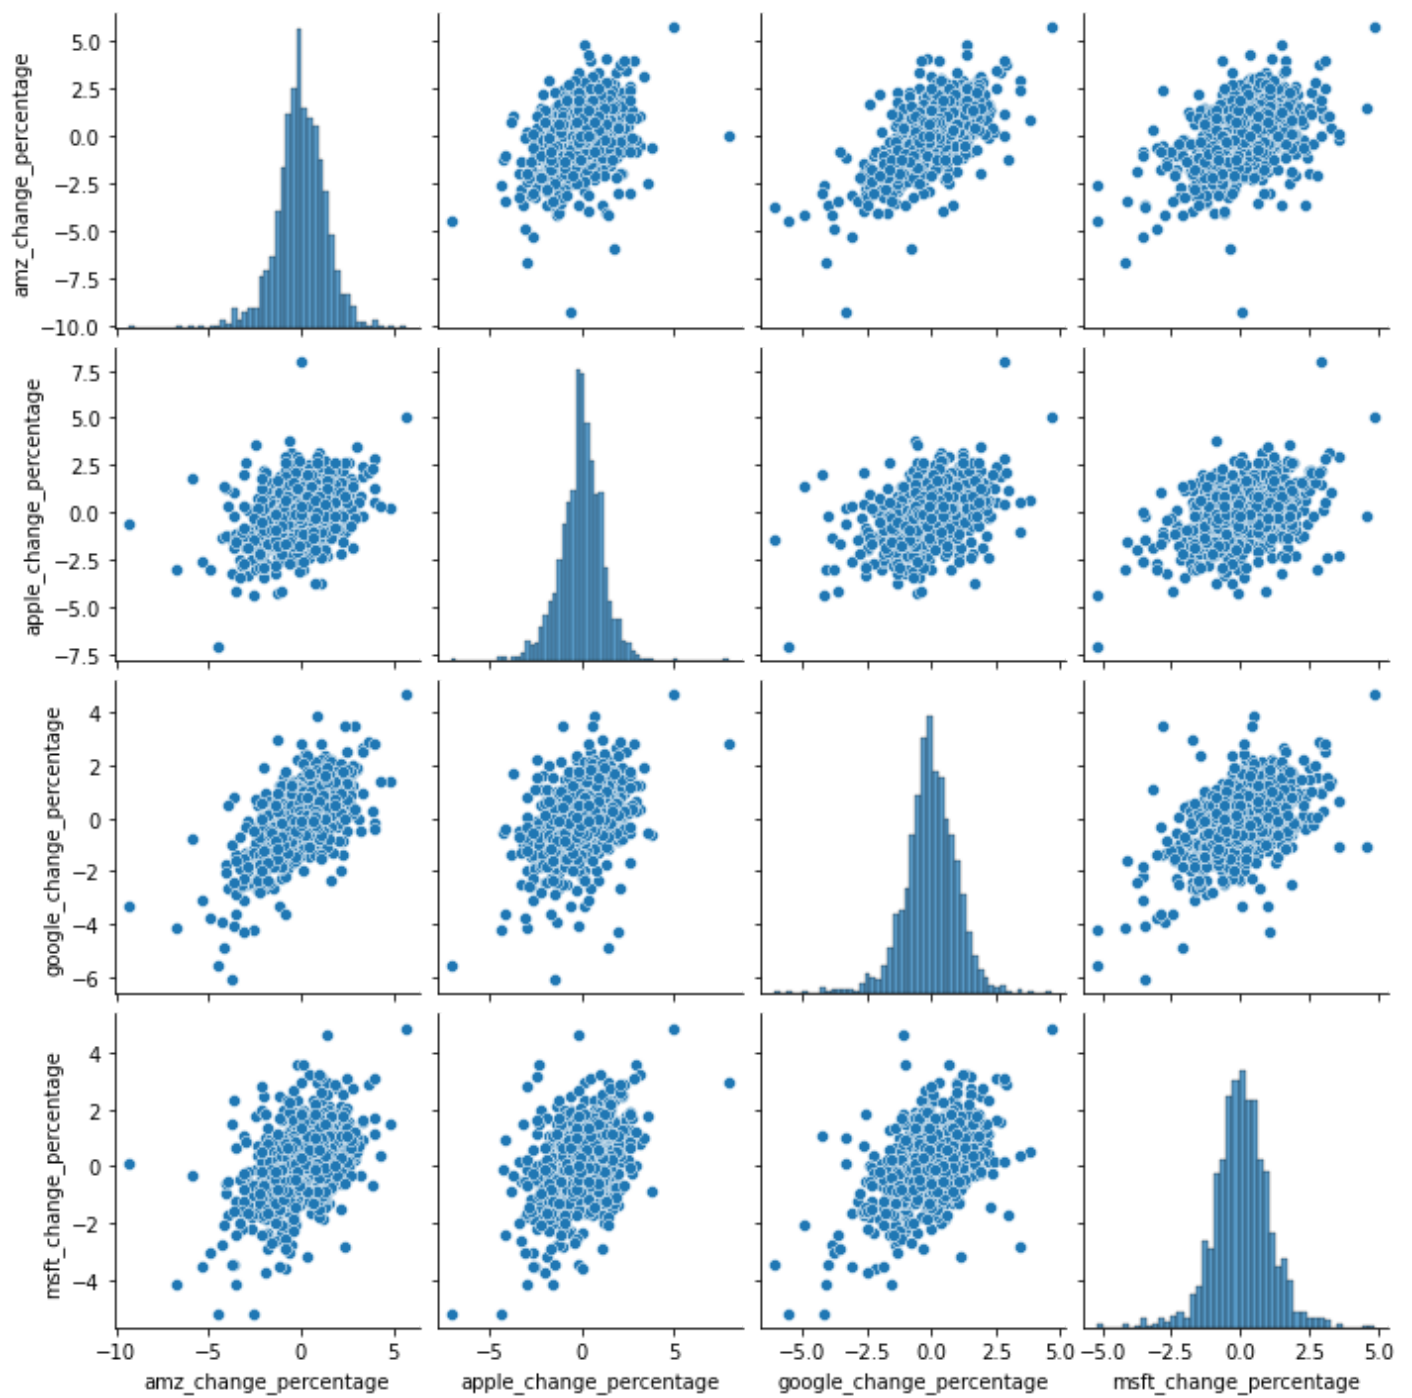 5.0
2.5
0.0
−2.5
−5.0
−7.5
−10.0
amz_change_percentage
7.5
5.0
2.5
0.0
−2.5
−5.0
−7.5
apple_change_percentage
4
2
0
−2
−4
−6
google_change_percentage
4
2
0
−2
−4
msft_change_percentage
−10 −5 0 5
−5 0 5
−5.0 −2.5 0.0 2.5 5.0
−5.0 −2.5 0.0 2.5 5.0
amz_change_percentage
apple_change_percentage
google_change_percentage
msft_change_percentage